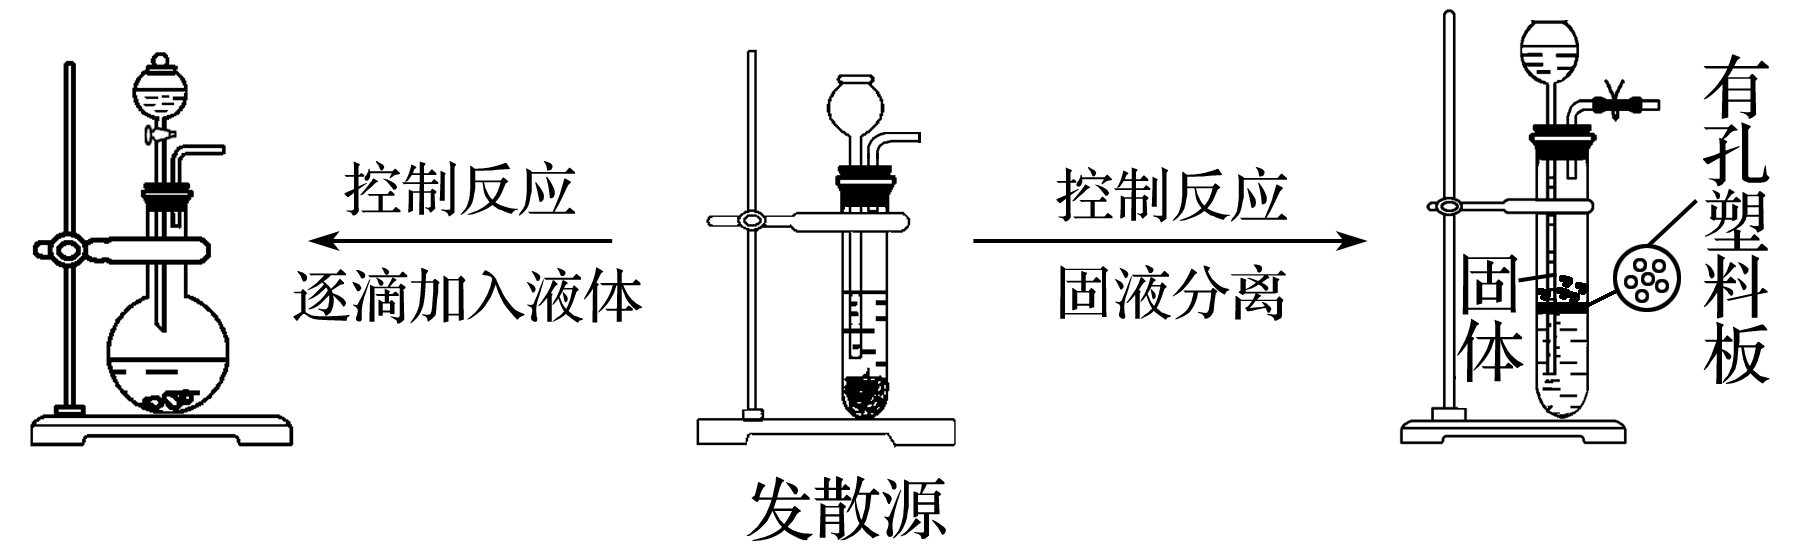 控制反应
逐滴加入液体
发散源
控制反应
固液分离
固体
有孔塑料板